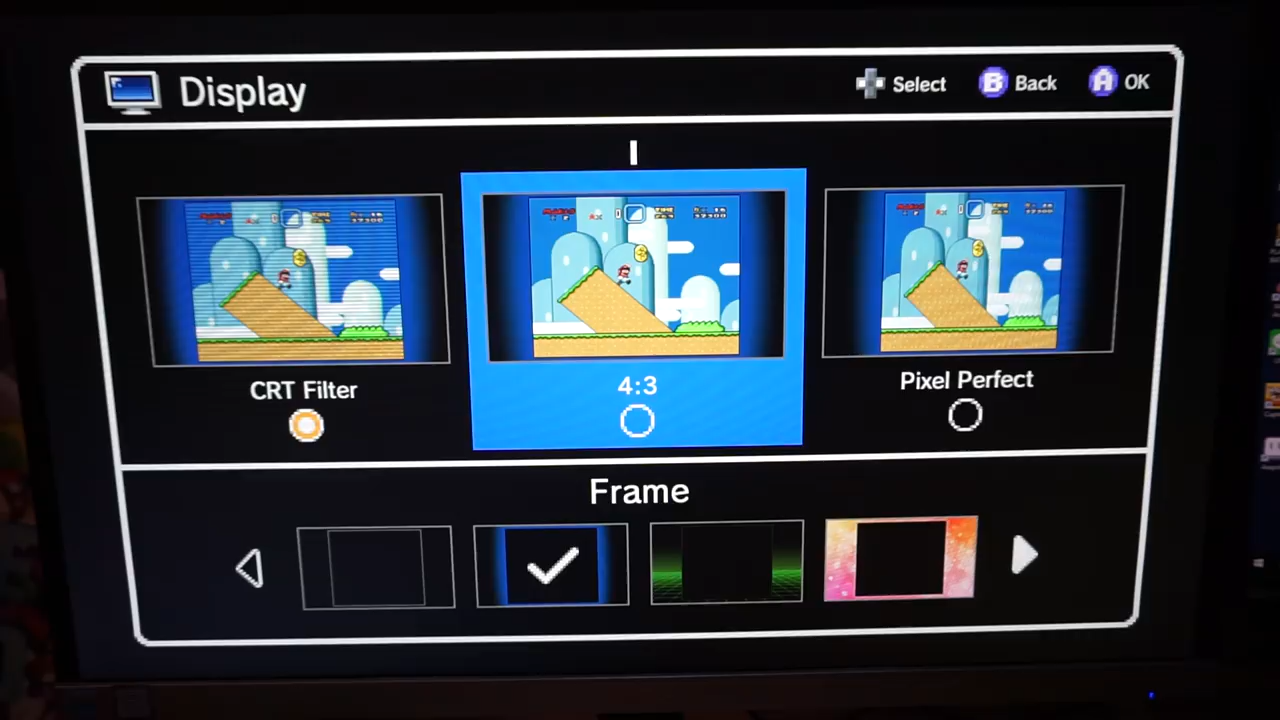 Display
Select
B Back
A OK
CRT Filter
4:3
Pixel Perfect
Frame